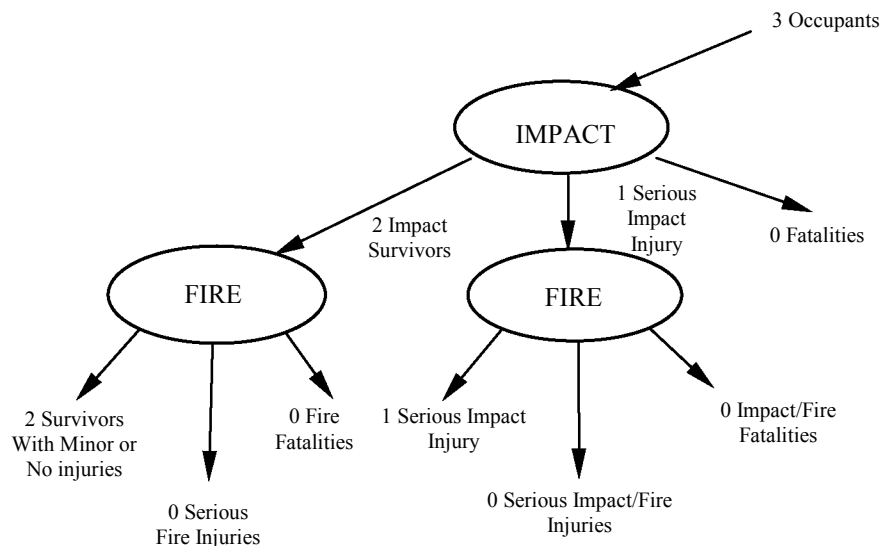 3 Occupants
IMPACT
2 Impact
Survivors
1 Serious
Impact
Injury
0 Fatalities
FIRE
FIRE
2 Survivors
With Minor or
No injuries
0 Serious
Fire Injuries
0 Fire
Fatalities
1 Serious Impact
Injury
0 Serious Impact/Fire
Injuries
0 Impact/Fire
Fatalities